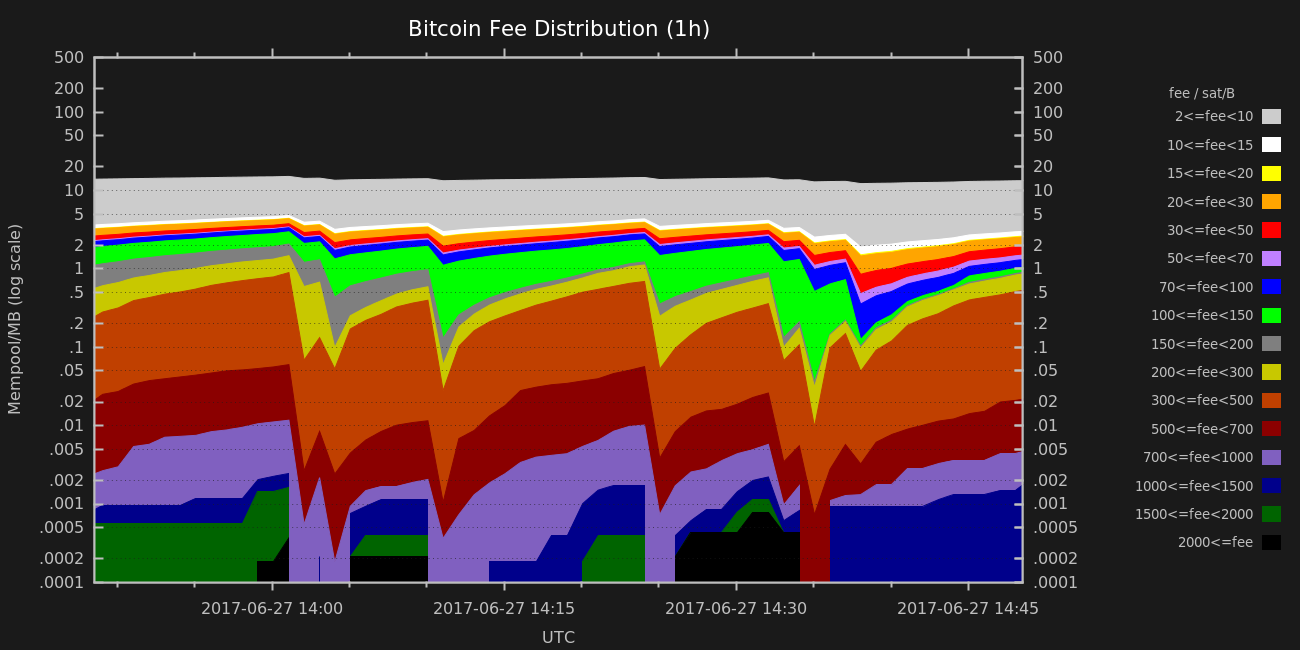 Bitcoin Fee Distribution (1h)
500
200
100
50
20
10
5
2
1
.5
.2
.1
.05
.02
.01
.005
.002
.001
.0005
.0002
.0001
Mempool/MB (log scale)
500
200
100
50
20
10
5
2
1
.5
.2
.1
.05
.02
.01
.005
.002
.001
.0005
.0002
.0001
2017-06-27 14:00
2017-06-27 14:15
2017-06-27 14:30
2017-06-27 14:45
UTC
fee / sat/B
2<=fee<10
10<=fee<15
15<=fee<20
20<=fee<30
30<=fee<50
50<=fee<70
70<=fee<100
100<=fee<150
150<=fee<200
200<=fee<300
300<=fee<500
500<=fee<700
700<=fee<1000
1000<=fee<1500
1500<=fee<2000
2000<=fee